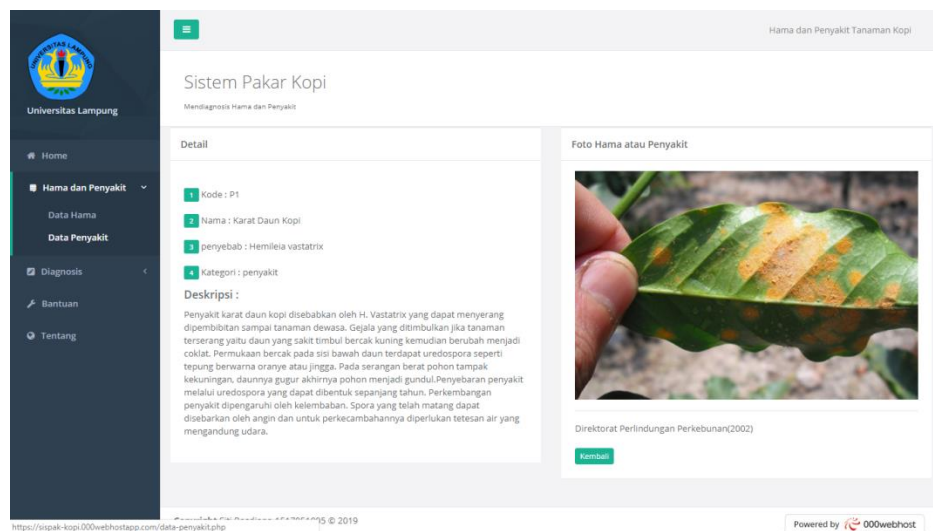 UNIVERSITAS LAMPUNG
Universitas Lampung
Home
Hama dan Penyakit
Data Hama
Data Penyakit
Diagnosis
Bantuan
Tentang
Hama dan Penyakit Tanaman Kopi
Sistem Pakar Kopi
Mendiagnosis Hama dan Penyakit
Detail
1 Kode : P1
2 Nama : Karat Daun Kopi
3 penyebab : Hemileia vastatrix
4 Kategori : penyakit
Deskripsi :
Penyakit karat daun kopi disebabkan oleh H. Vastatrix yang dapat menyerang
dipembibitan sampai tanaman dewasa. Gejala yang ditimbulkan jika tanaman
terserang yaitu daun yang sakit timbul bercak kuning kemudian berubah menjadi
coklat. Permukaan bercak pada sisi bawah daun terdapat uredospora seperti
tepung berwarna oranye atau jingga. Pada serangan berat pohon tampak
kekuningan, daunnya gugur akhirnya pohon menjadi gundul.Penyebaran penyakit
melalui uredospora yang dapat dibentuk sepanjang tahun. Perkembangan
penyakit dipengaruhi oleh kelembaban. Spora yang telah matang dapat
disebarkan oleh angin dan untuk perkecambahannya diperlukan tetesan air yang
mengandung udara.
Foto Hama atau Penyakit
Direktorat Perlindungan Perkebunan(2002)
Kembali
© 2019
https://sispak-kopi.000webhostapp.com/data-penyakit.php
Powered by 000webhost